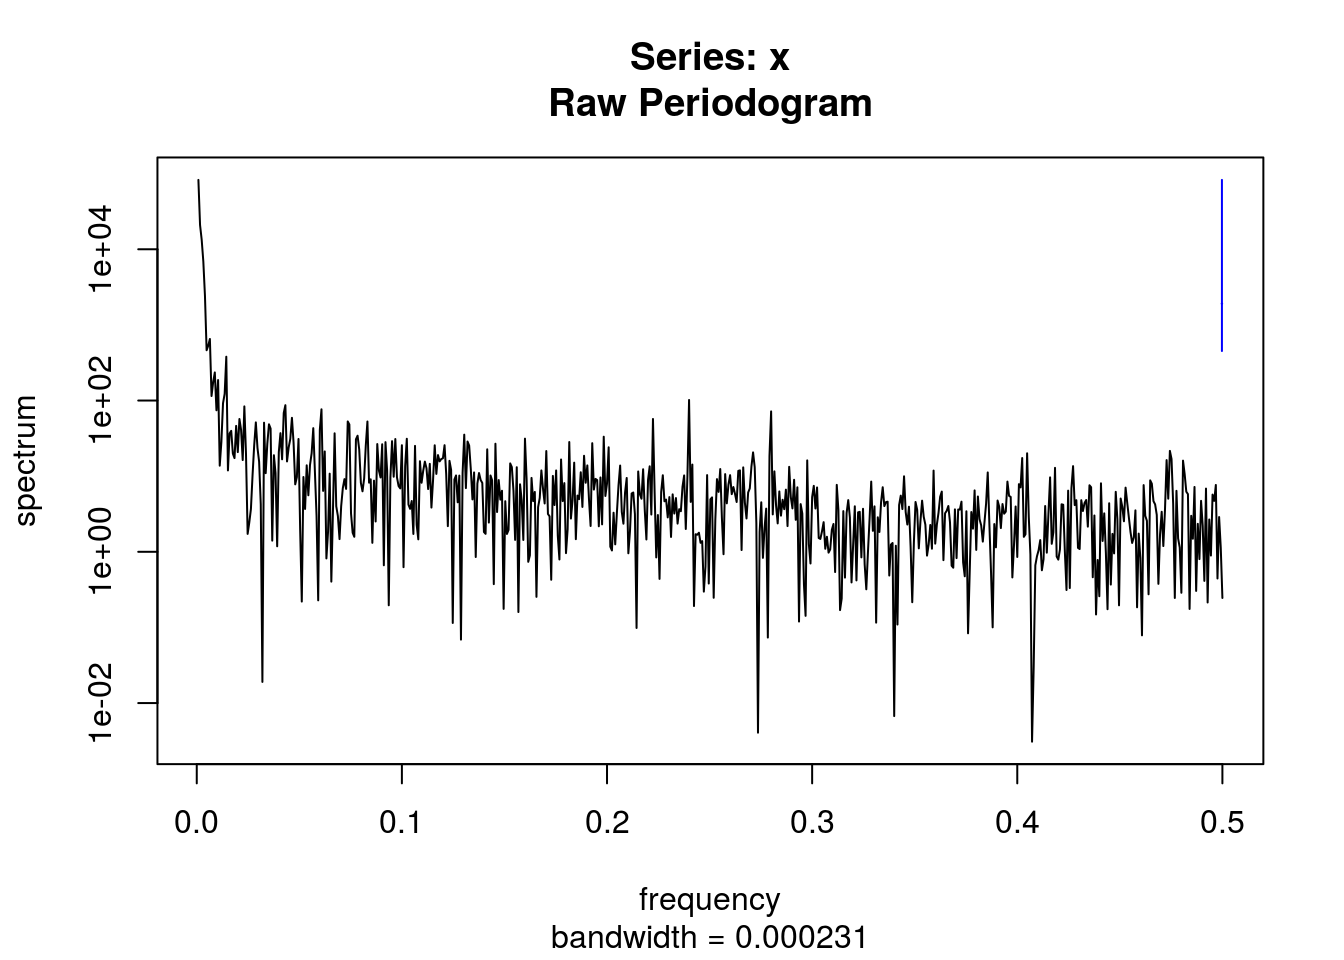 Series: x
Raw Periodogram
1e+04
1e+02
1e+00
1e-02
spectrum
0.0 0.1 0.2 0.3 0.4 0.5
frequency
bandwidth = 0.000231